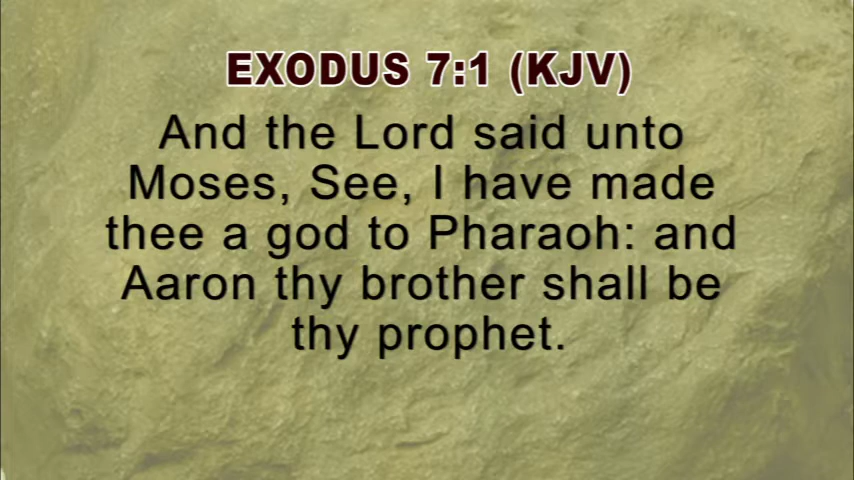 EXODUS 7:1 (KJV)
And the Lord said unto
Moses, See, I have made
thee a god to Pharaoh: and
Aaron thy brother shall be
thy prophet.